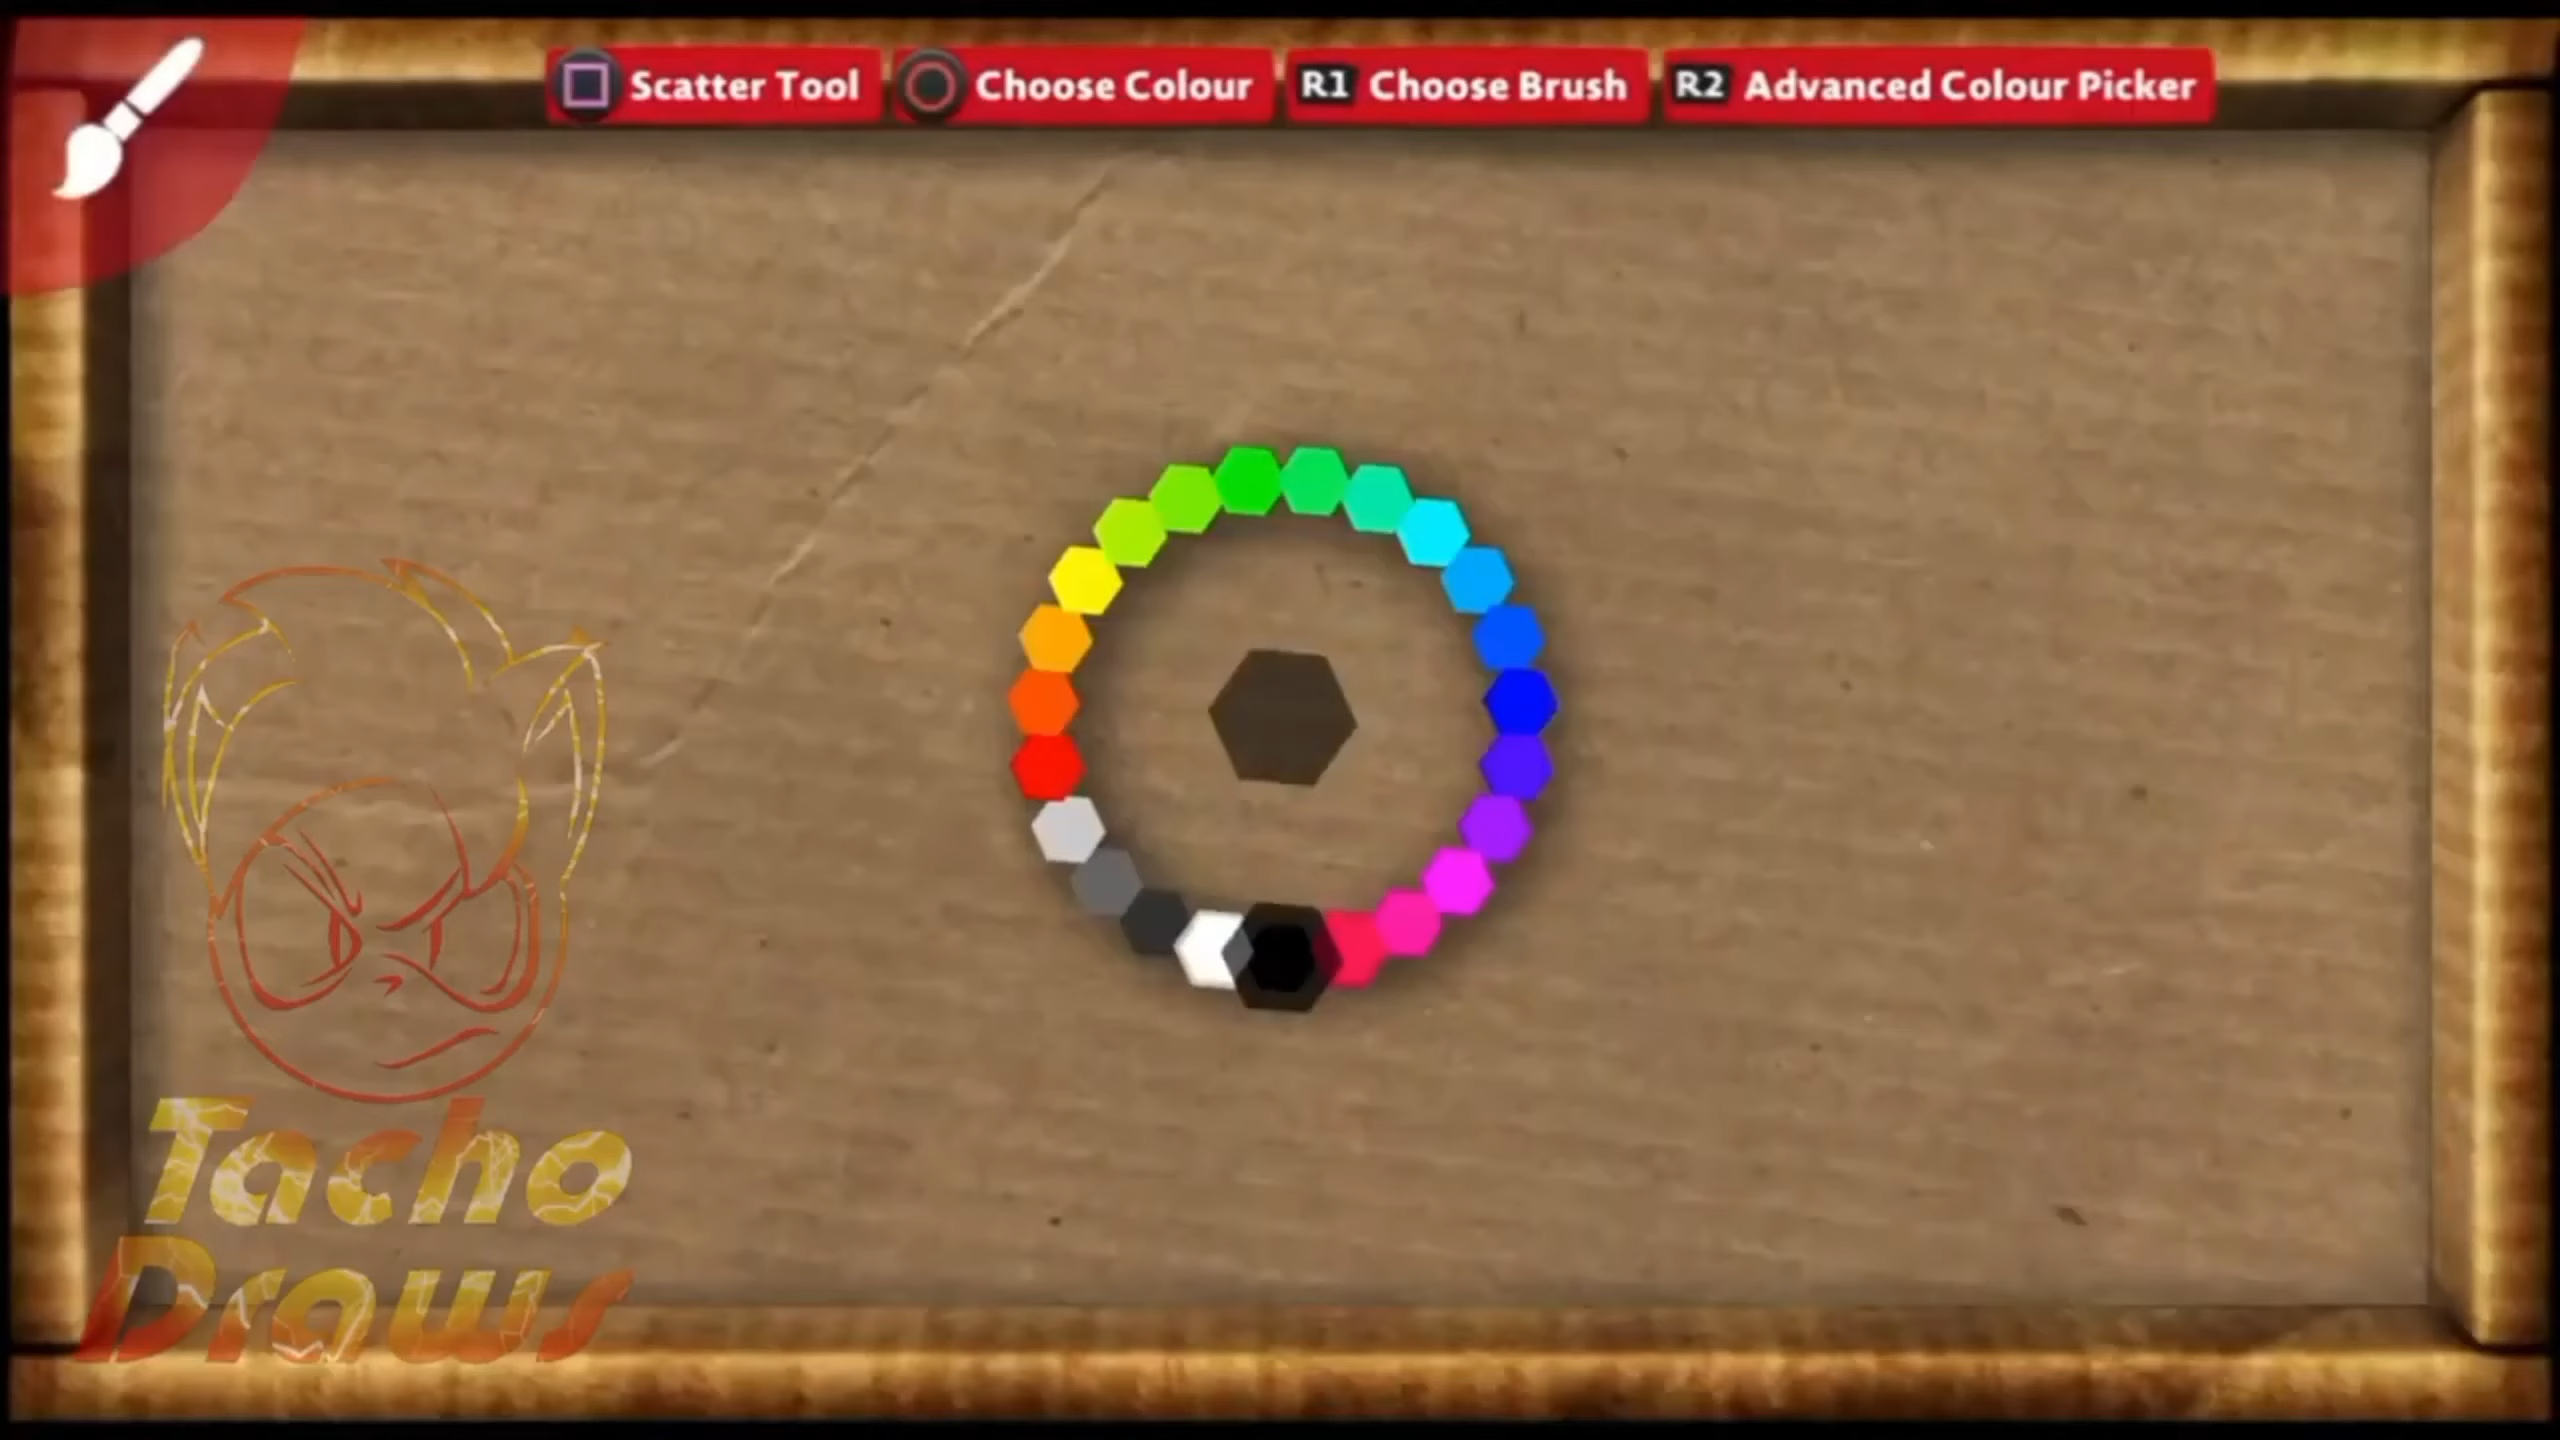 Scatter Tool
Choose Colour
R1 Choose Brush
R2 Advanced Colour Picker
Tacho
Draws